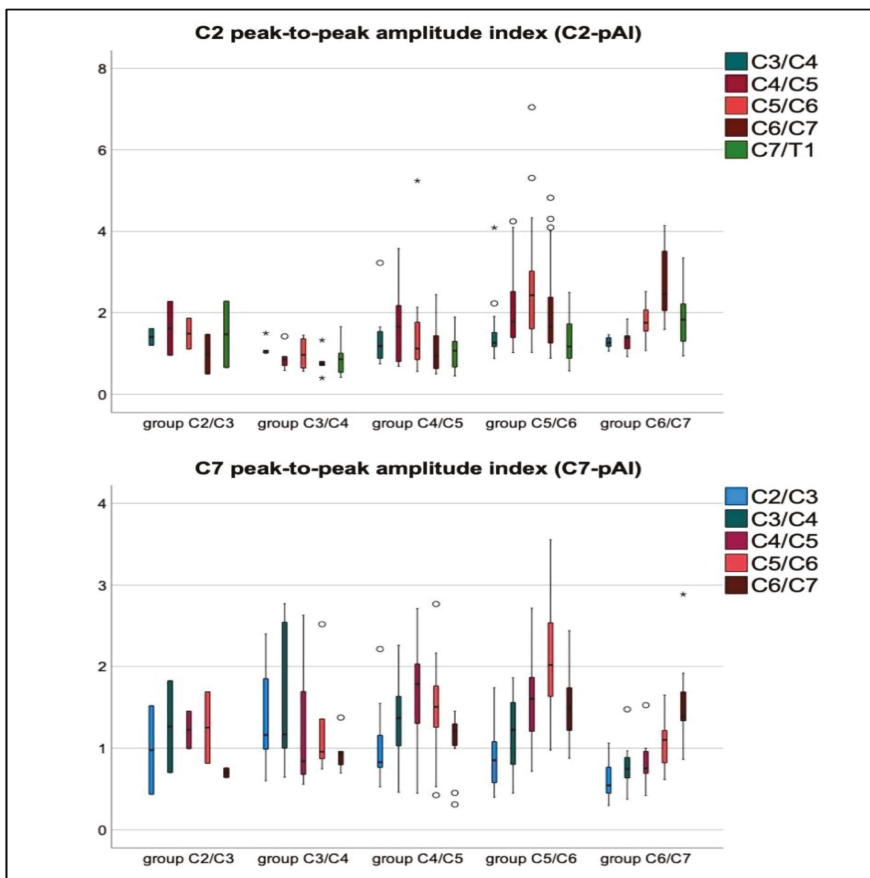 C2 peak-to-peak amplitude index (C2-pAI)
8
6
4
2
0
C3/C4
C4/C5
C5/C6
C6/C7
C7/T1
group C2/C3
group C3/C4
group C4/C5
group C5/C6
group C6/C7
C7 peak-to-peak amplitude index (C7-pAI)
4
3
2
1
0
C2/C3
C3/C4
C4/C5
C5/C6
C6/C7
group C2/C3
group C3/C4
group C4/C5
group C5/C6
group C6/C7